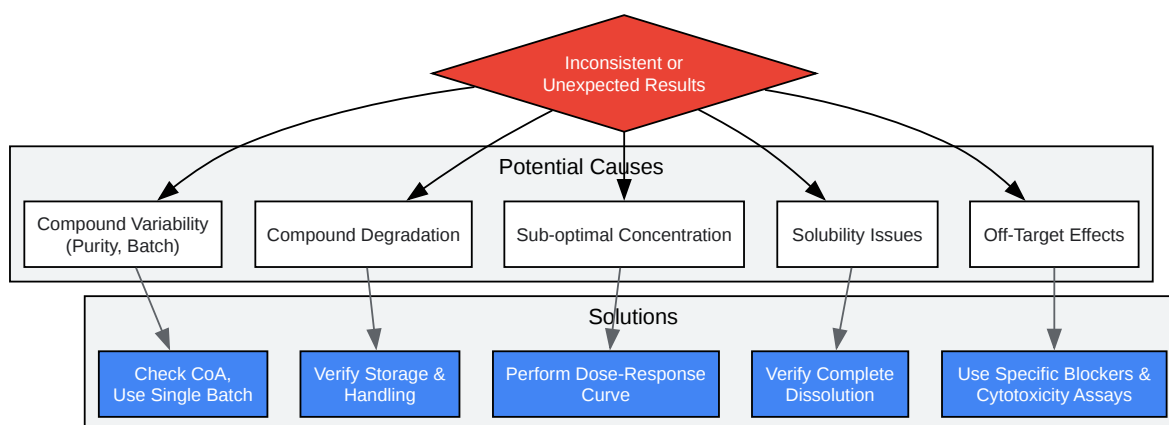 Inconsistent or
Unexpected Results
Potential Causes
Compound Variability
(Purity, Batch)
Compound Degradation
Sub-optimal Concentration
Solubility Issues
Off-Target Effects
Solutions
Check CoA,
Use Single Batch
Verify Storage &
Handling
Perform Dose-Response
Curve
Verify Complete
Dissolution
Use Specific Blockers &
Cytotoxicity Assays